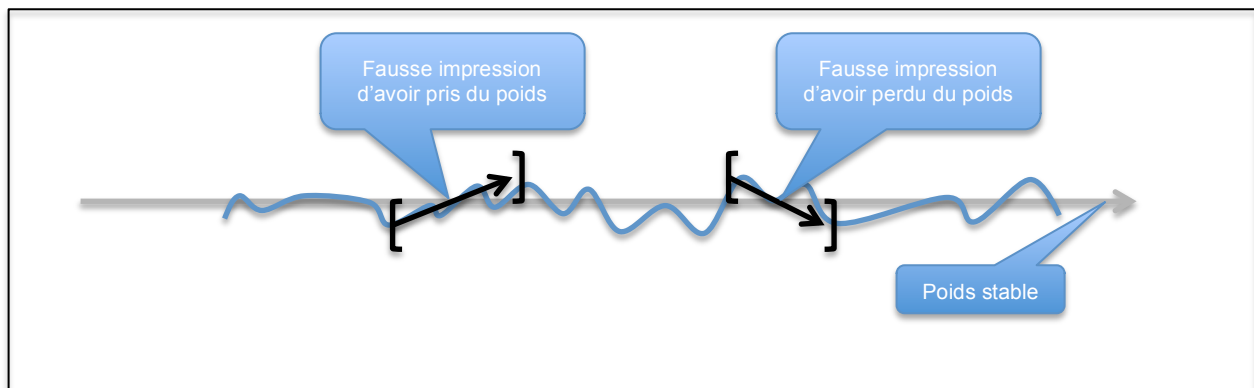 Fausse impression
d’avoir pris du poids
Fausse impression
d’avoir perdu du poids
Poids stable